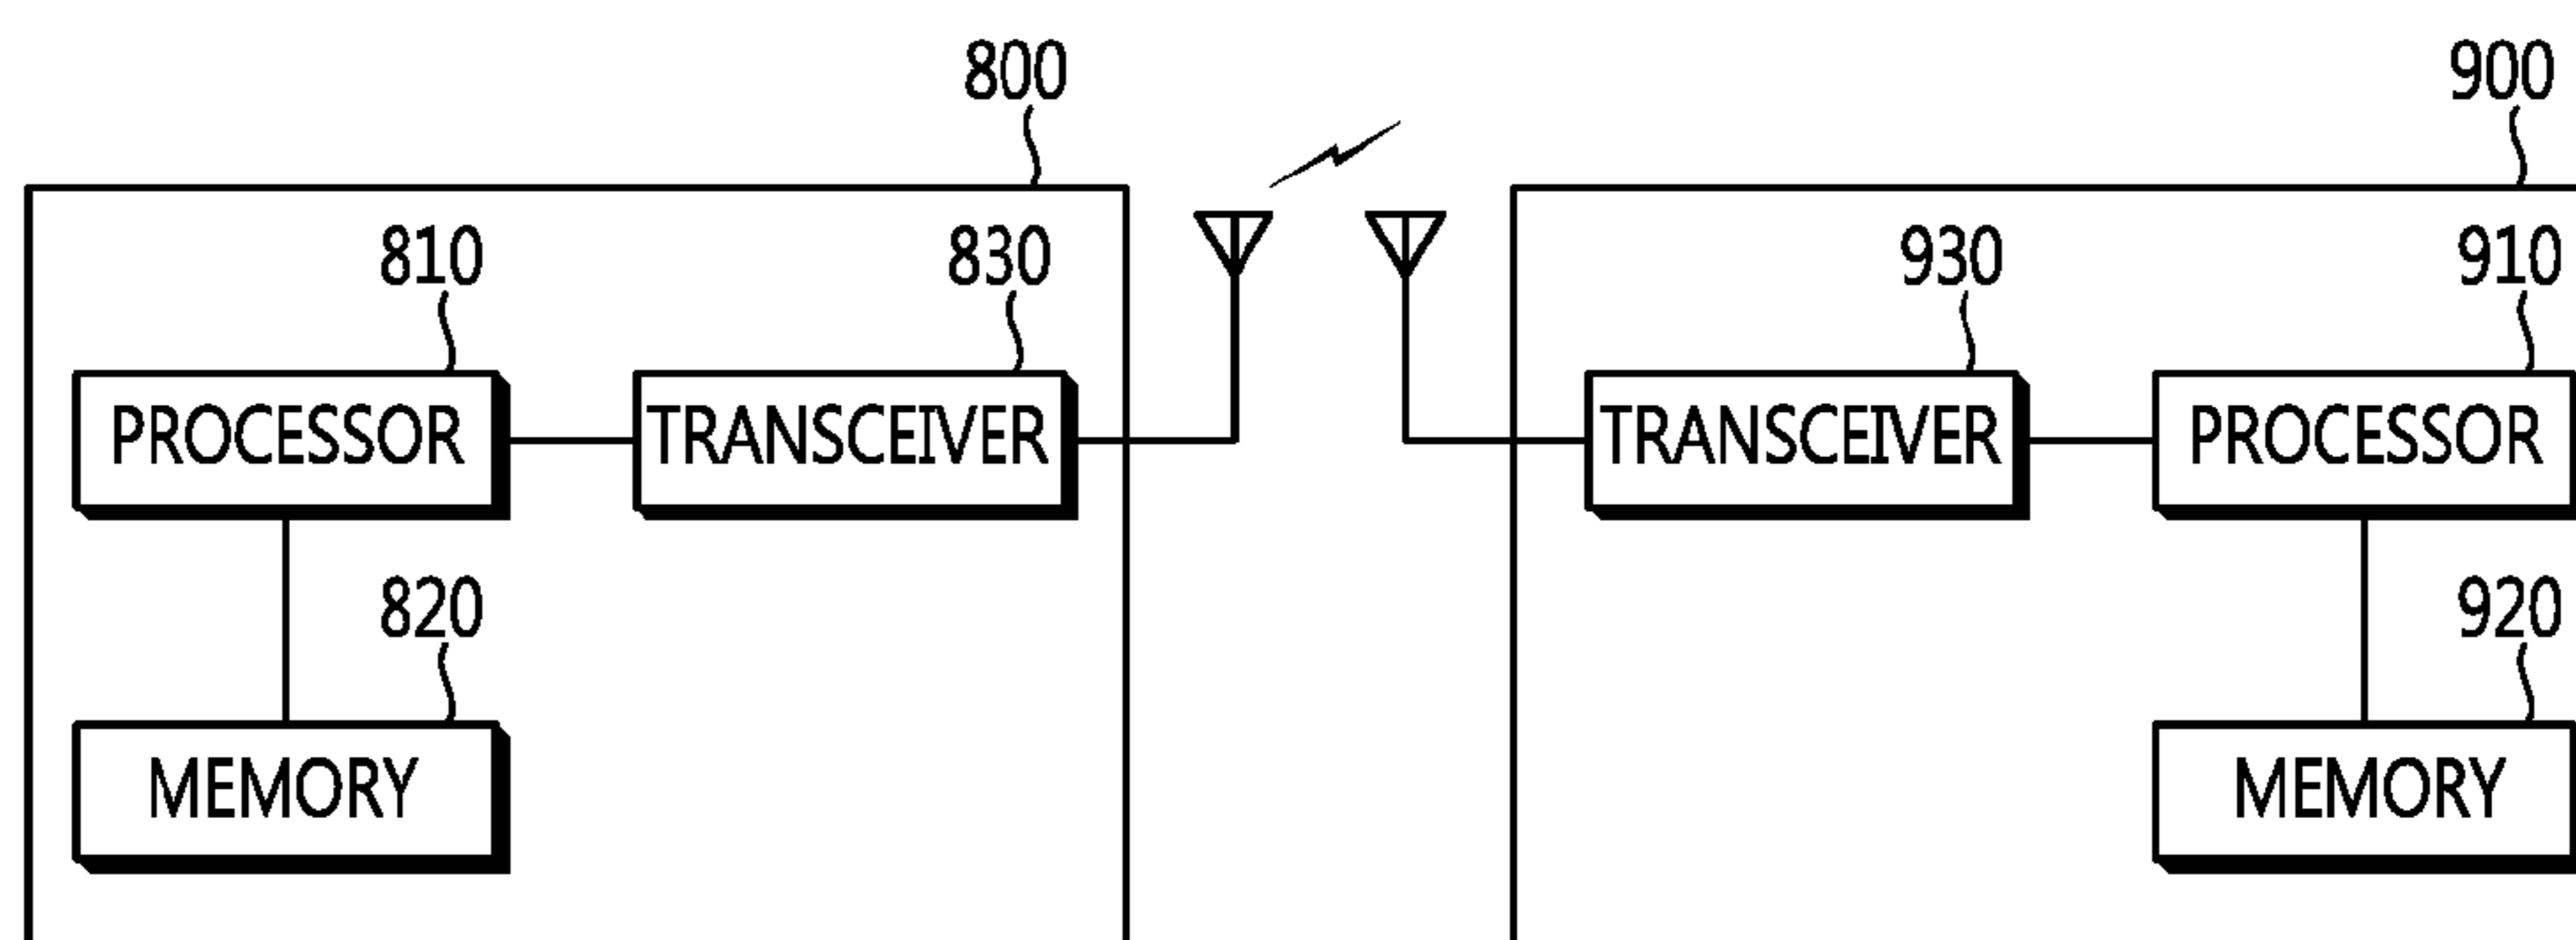 800
900
810
830
930
910
PROCESSOR
TRANSCEIVER
TRANSCEIVER
PROCESSOR
820
920
MEMORY
MEMORY